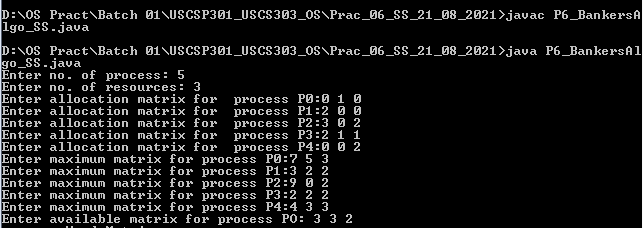 D:\OS Pract\Batch 01\USCSP301_USCS303_OS\Prac_06_SS_21_08_2021>javac P6_BankersA
lgo_SS.java
D:\OS Pract\Batch 01\USCSP301_USCS303_OS\Prac_06_SS_21_08_2021>java P6_BankersAl
go_SS.java
Enter no. of process: 5
Enter no. of resources: 3
Enter allocation matrix for  process P0:0 1 0
Enter allocation matrix for  process P1:2 0 0
Enter allocation matrix for  process P2:3 0 2
Enter allocation matrix for  process P3:2 1 1
Enter allocation matrix for  process P4:0 0 2
Enter maximum matrix for process P0:7 5 3
Enter maximum matrix for process P1:3 2 2
Enter maximum matrix for process P2:9 0 2
Enter maximum matrix for process P3:2 2 2
Enter maximum matrix for process P4:4 3 3
Enter available matrix for process PO: 3 3 2